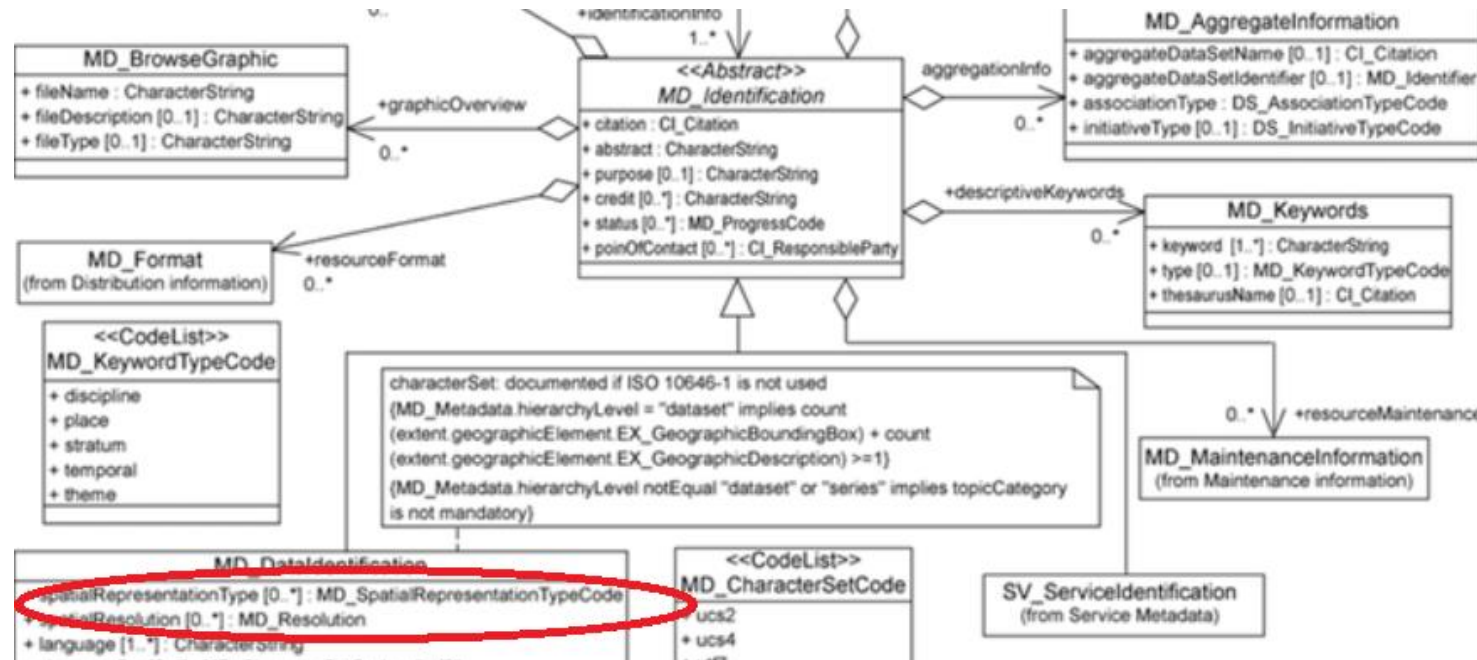 +identificationInfo
1..*
MD_BrowseGraphic
+ fileName : CharacterString
+ fileDescription [0..1] : CharacterString
+ fileType [0..1] : CharacterString
+graphicOverview
0..*
<<Abstract>>
MD_Identification
+ citation : CI_Citation
+ abstract : CharacterString
+ purpose [0..1] : CharacterString
+ credit [0..*] : CharacterString
+ status [0..*] : MD_ProgressCode
+ poinOfContact [0..*] : CI_ResponsibleParty
aggregationInfo
0..*
MD_AggregateInformation
+ aggregateDataSetName [0..1] : CI_Citation
+ aggregateDataSetIdentifier [0..1] : MD_Identifier
+ associationType : DS_AssociationTypeCode
+ initiativeType [0..1] : DS_InitiativeTypeCode
+descriptiveKeywords
0..*
MD_Keywords
+ keyword [1..*] : CharacterString
+ type [0..1] : MD_KeywordTypeCode
+ thesaurusName [0..1] : CI_Citation
MD_Format
(from Distribution information)
+resourceFormat
0..*
<<CodeList>>
MD_KeywordTypeCode
+ discipline
+ place
+ stratum
+ temporal
+ theme
characterSet: documented if ISO 10646-1 is not used
{MD_Metadata.hierarchyLevel = "dataset" implies count
(extent.geographicElement.EX_GeographicBoundingBox) + count
(extent.geographicElement.EX_GeographicDescription) >=1}
{MD_Metadata.hierarchyLevel notEqual "dataset" or "series" implies topicCategory
is not mandatory}
0..*
+resourceMaintenance
MD_MaintenanceInformation
(from Maintenance information)
MD_DataIdentification
+ spatialRepresentationType [0..*] : MD_SpatialRepresentationTypeCode
+ spatialResolution [0..*] : MD_Resolution
+ language [1..*] : CharacterString
<<CodeList>>
MD_CharacterSetCode
+ ucs2
+ ucs4
SV_ServiceIdentification
(from Service Metadata)